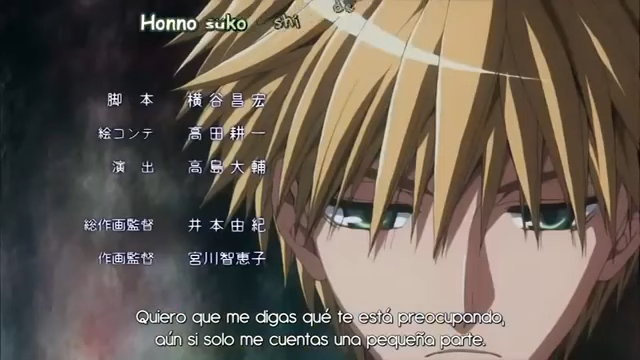 Honno sukoshi de
脚 本 横谷昌宏
絵コンテ 高田耕一
演 出 高島大輔
総作画監督 井本由紀
作画監督 宮川智恵子
Quiero que me digas qué te está preocupando,
aún si solo me cuentas una pequeña parte.